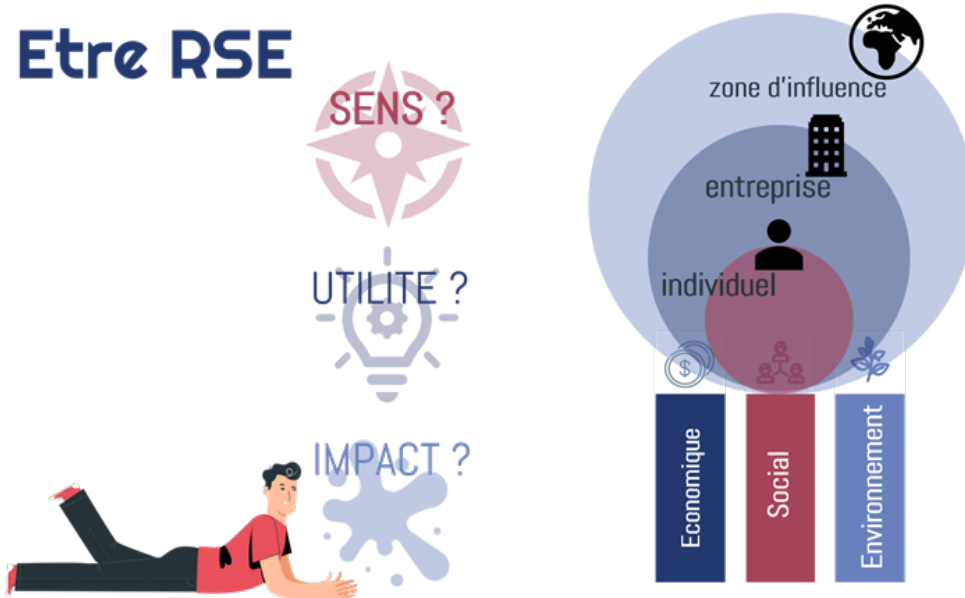 Etre RSE
SENS ?
UTILITE ?
IMPACT ?
zone d'influence
entreprise
individuel
$
Economique
Social
Environnement